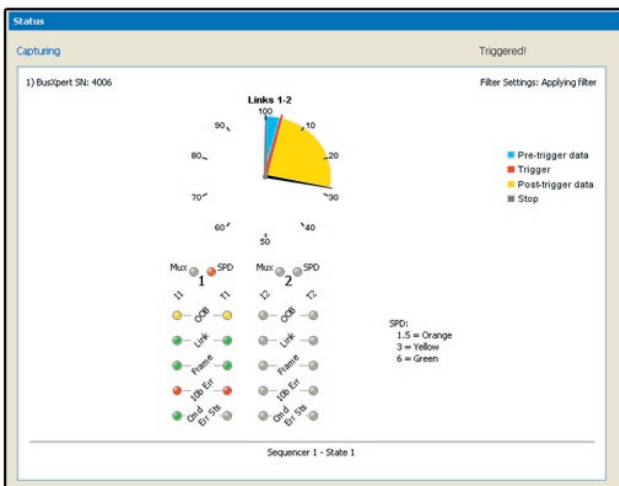 Status
Capturing
Triggered!
1) BusXpert SN: 4006
Filter Settings: Applying filter
Links 1-2
100
90
10
80
20
70
30
60
40
50
Pre-trigger data
Trigger
Post-trigger data
Stop
Mux SPD
1
Mux SPD
2
I1 T1
I2 T2
OOB
OOB
Link
Link
Frame
Frame
10b Err
10b Err
Cmd Err Sts
Cmd Err Sts
SPD:
1.5 = Orange
3 = Yellow
6 = Green
Sequencer 1 - State 1